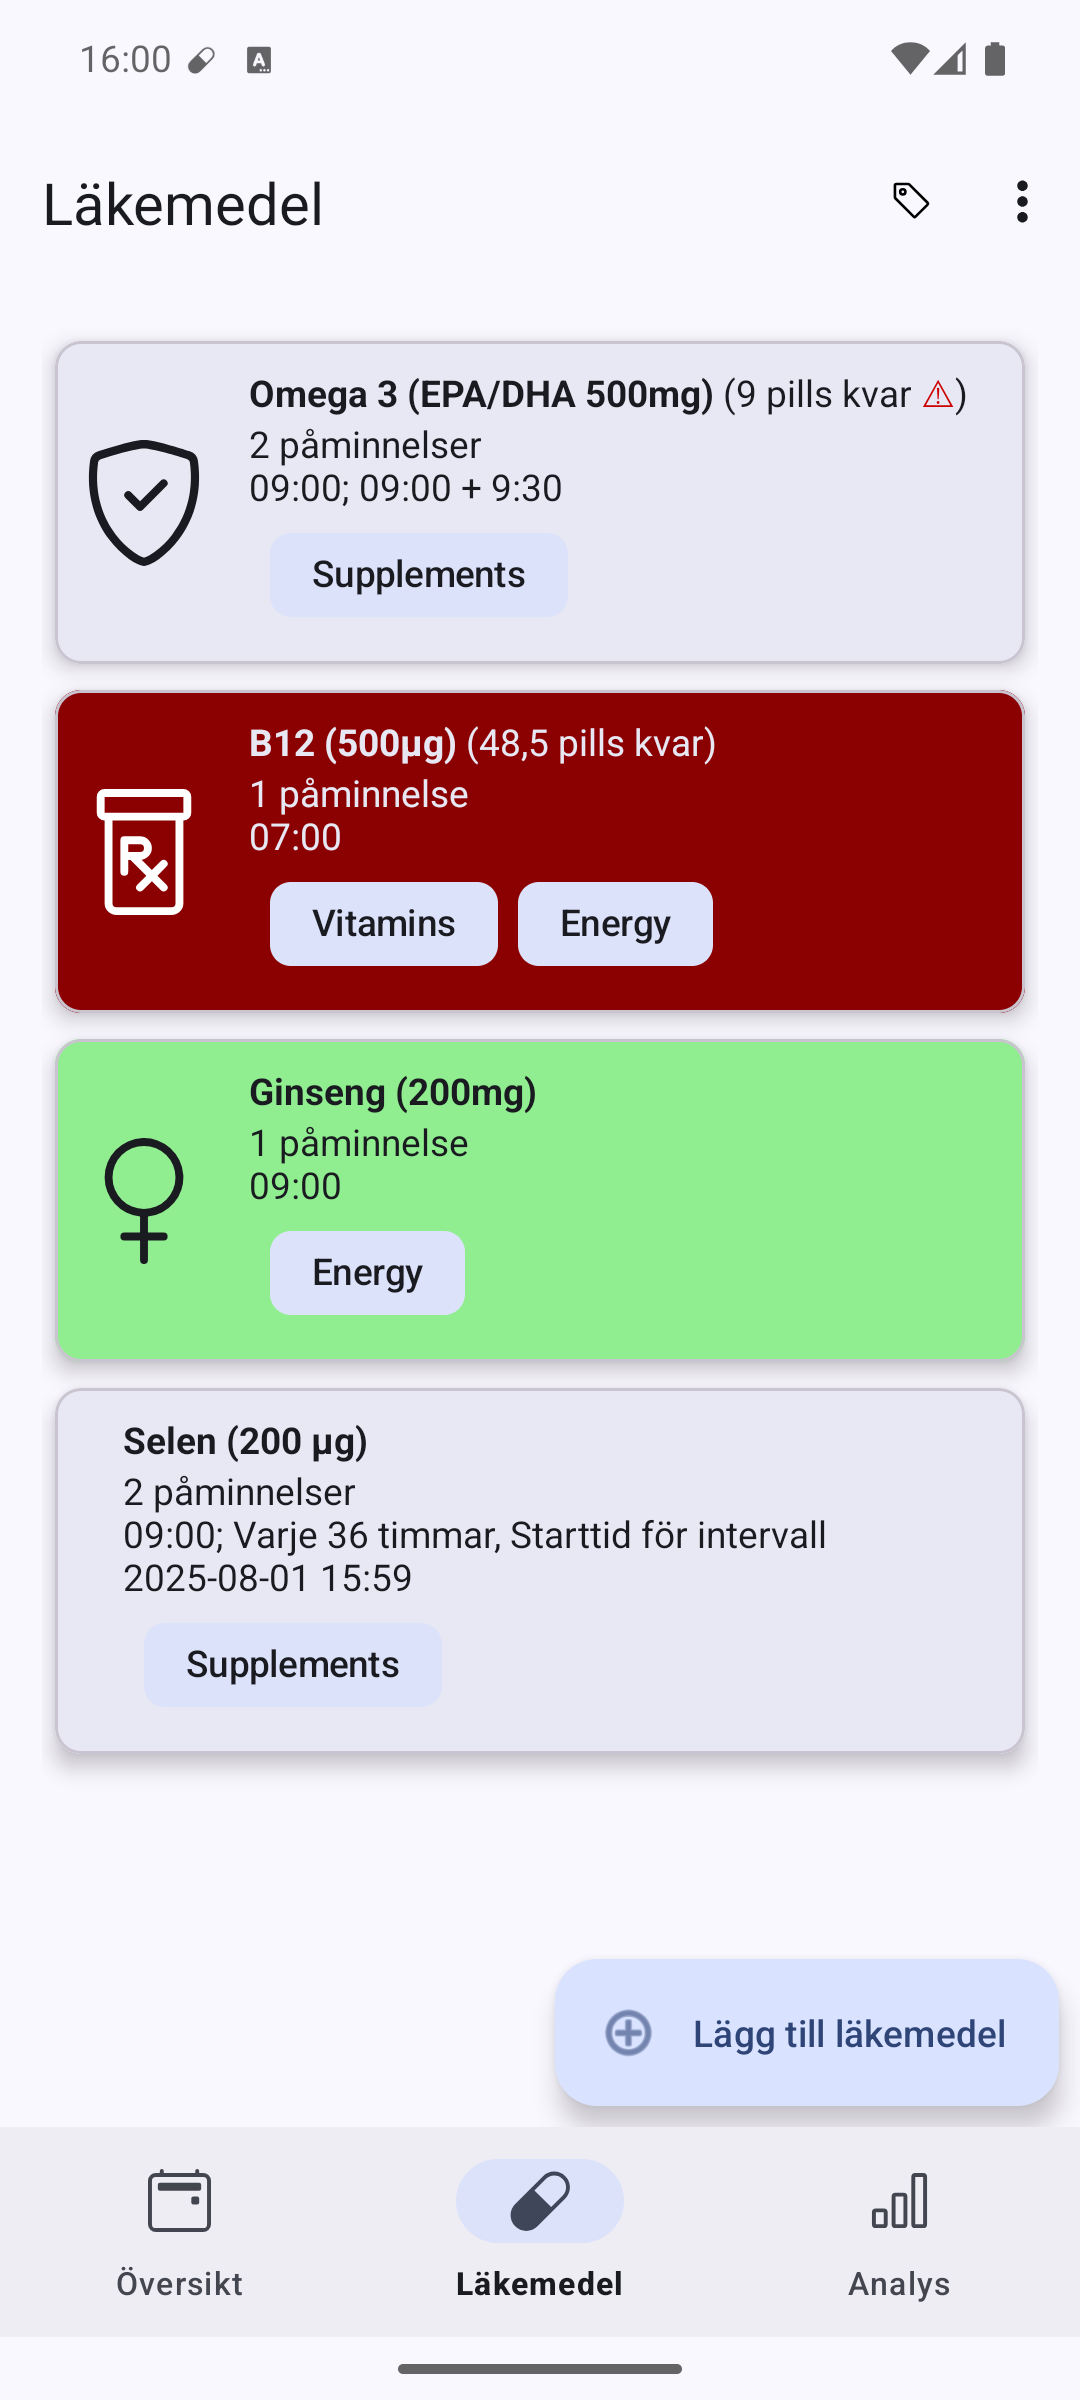 16:00
Läkemedel
Omega 3 (EPA/DHA 500mg) (9 pills kvar ⚠)
2 påminnelser
09:00; 09:00 + 9:30
Supplements
B12 (500µg) (48,5 pills kvar)
1 påminnelse
07:00
Vitamins Energy
Ginseng (200mg)
1 påminnelse
09:00
Energy
Selen (200 µg)
2 påminnelser
09:00; Varje 36 timmar, Starttid för intervall
2025-08-01 15:59
Supplements
Lägg till läkemedel
Översikt Läkemedel Analys